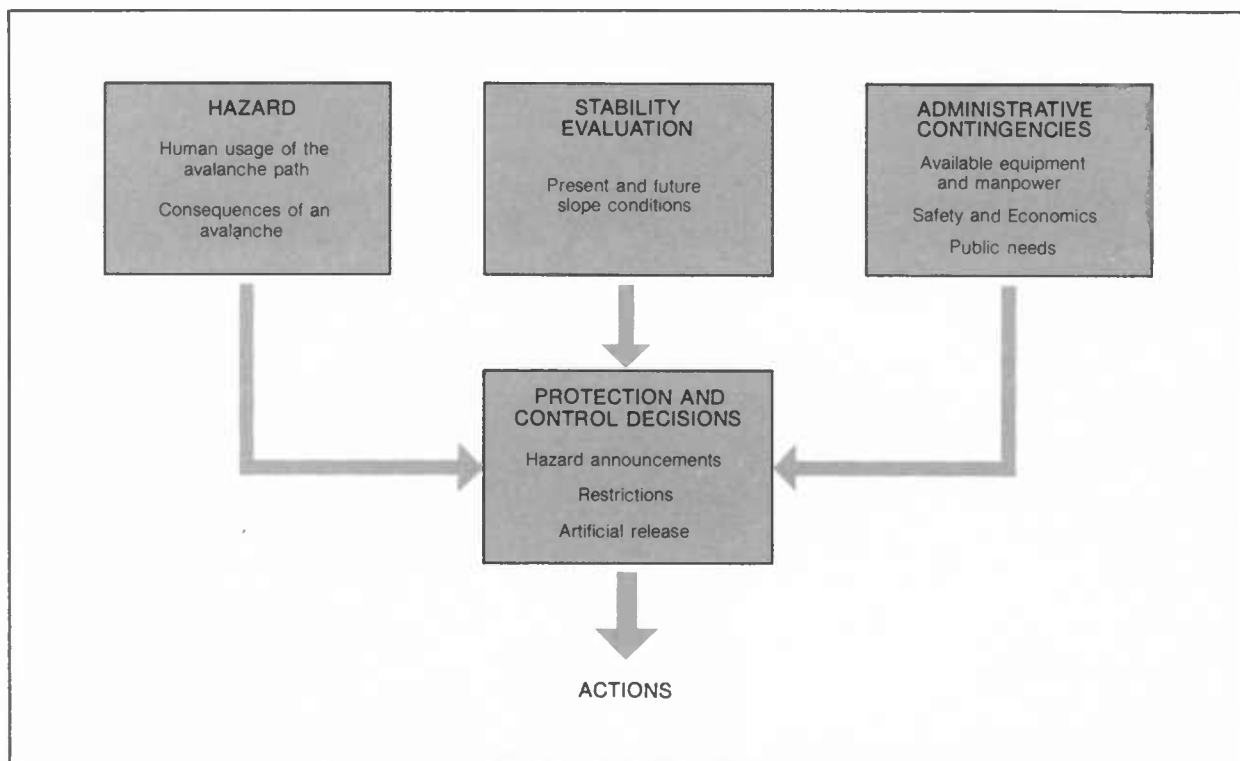 HAZARD
Human usage of the
avalanche path
Consequences of an
avalanche
STABILITY
EVALUATION
Present and future
slope conditions
ADMINISTRATIVE
CONTINGENCIES
Available equipment
and manpower
Safety and Economics
Public needs
PROTECTION AND
CONTROL DECISIONS
Hazard announcements
Restrictions
Artificial release
ACTIONS